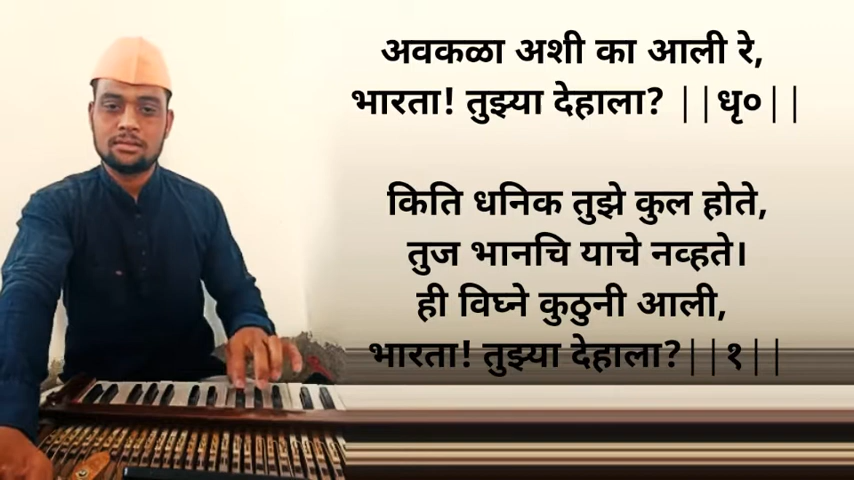 अवकळा अशी का आली रे,
भारता! तुझ्या देहाला? ||धृ०||
किति धनिक तुझे कुल होते,
तुज भानचि याचे नव्हते।
ही विघ्ने कुठुनी आली,
भारता! तुझ्या देहाला?||१||